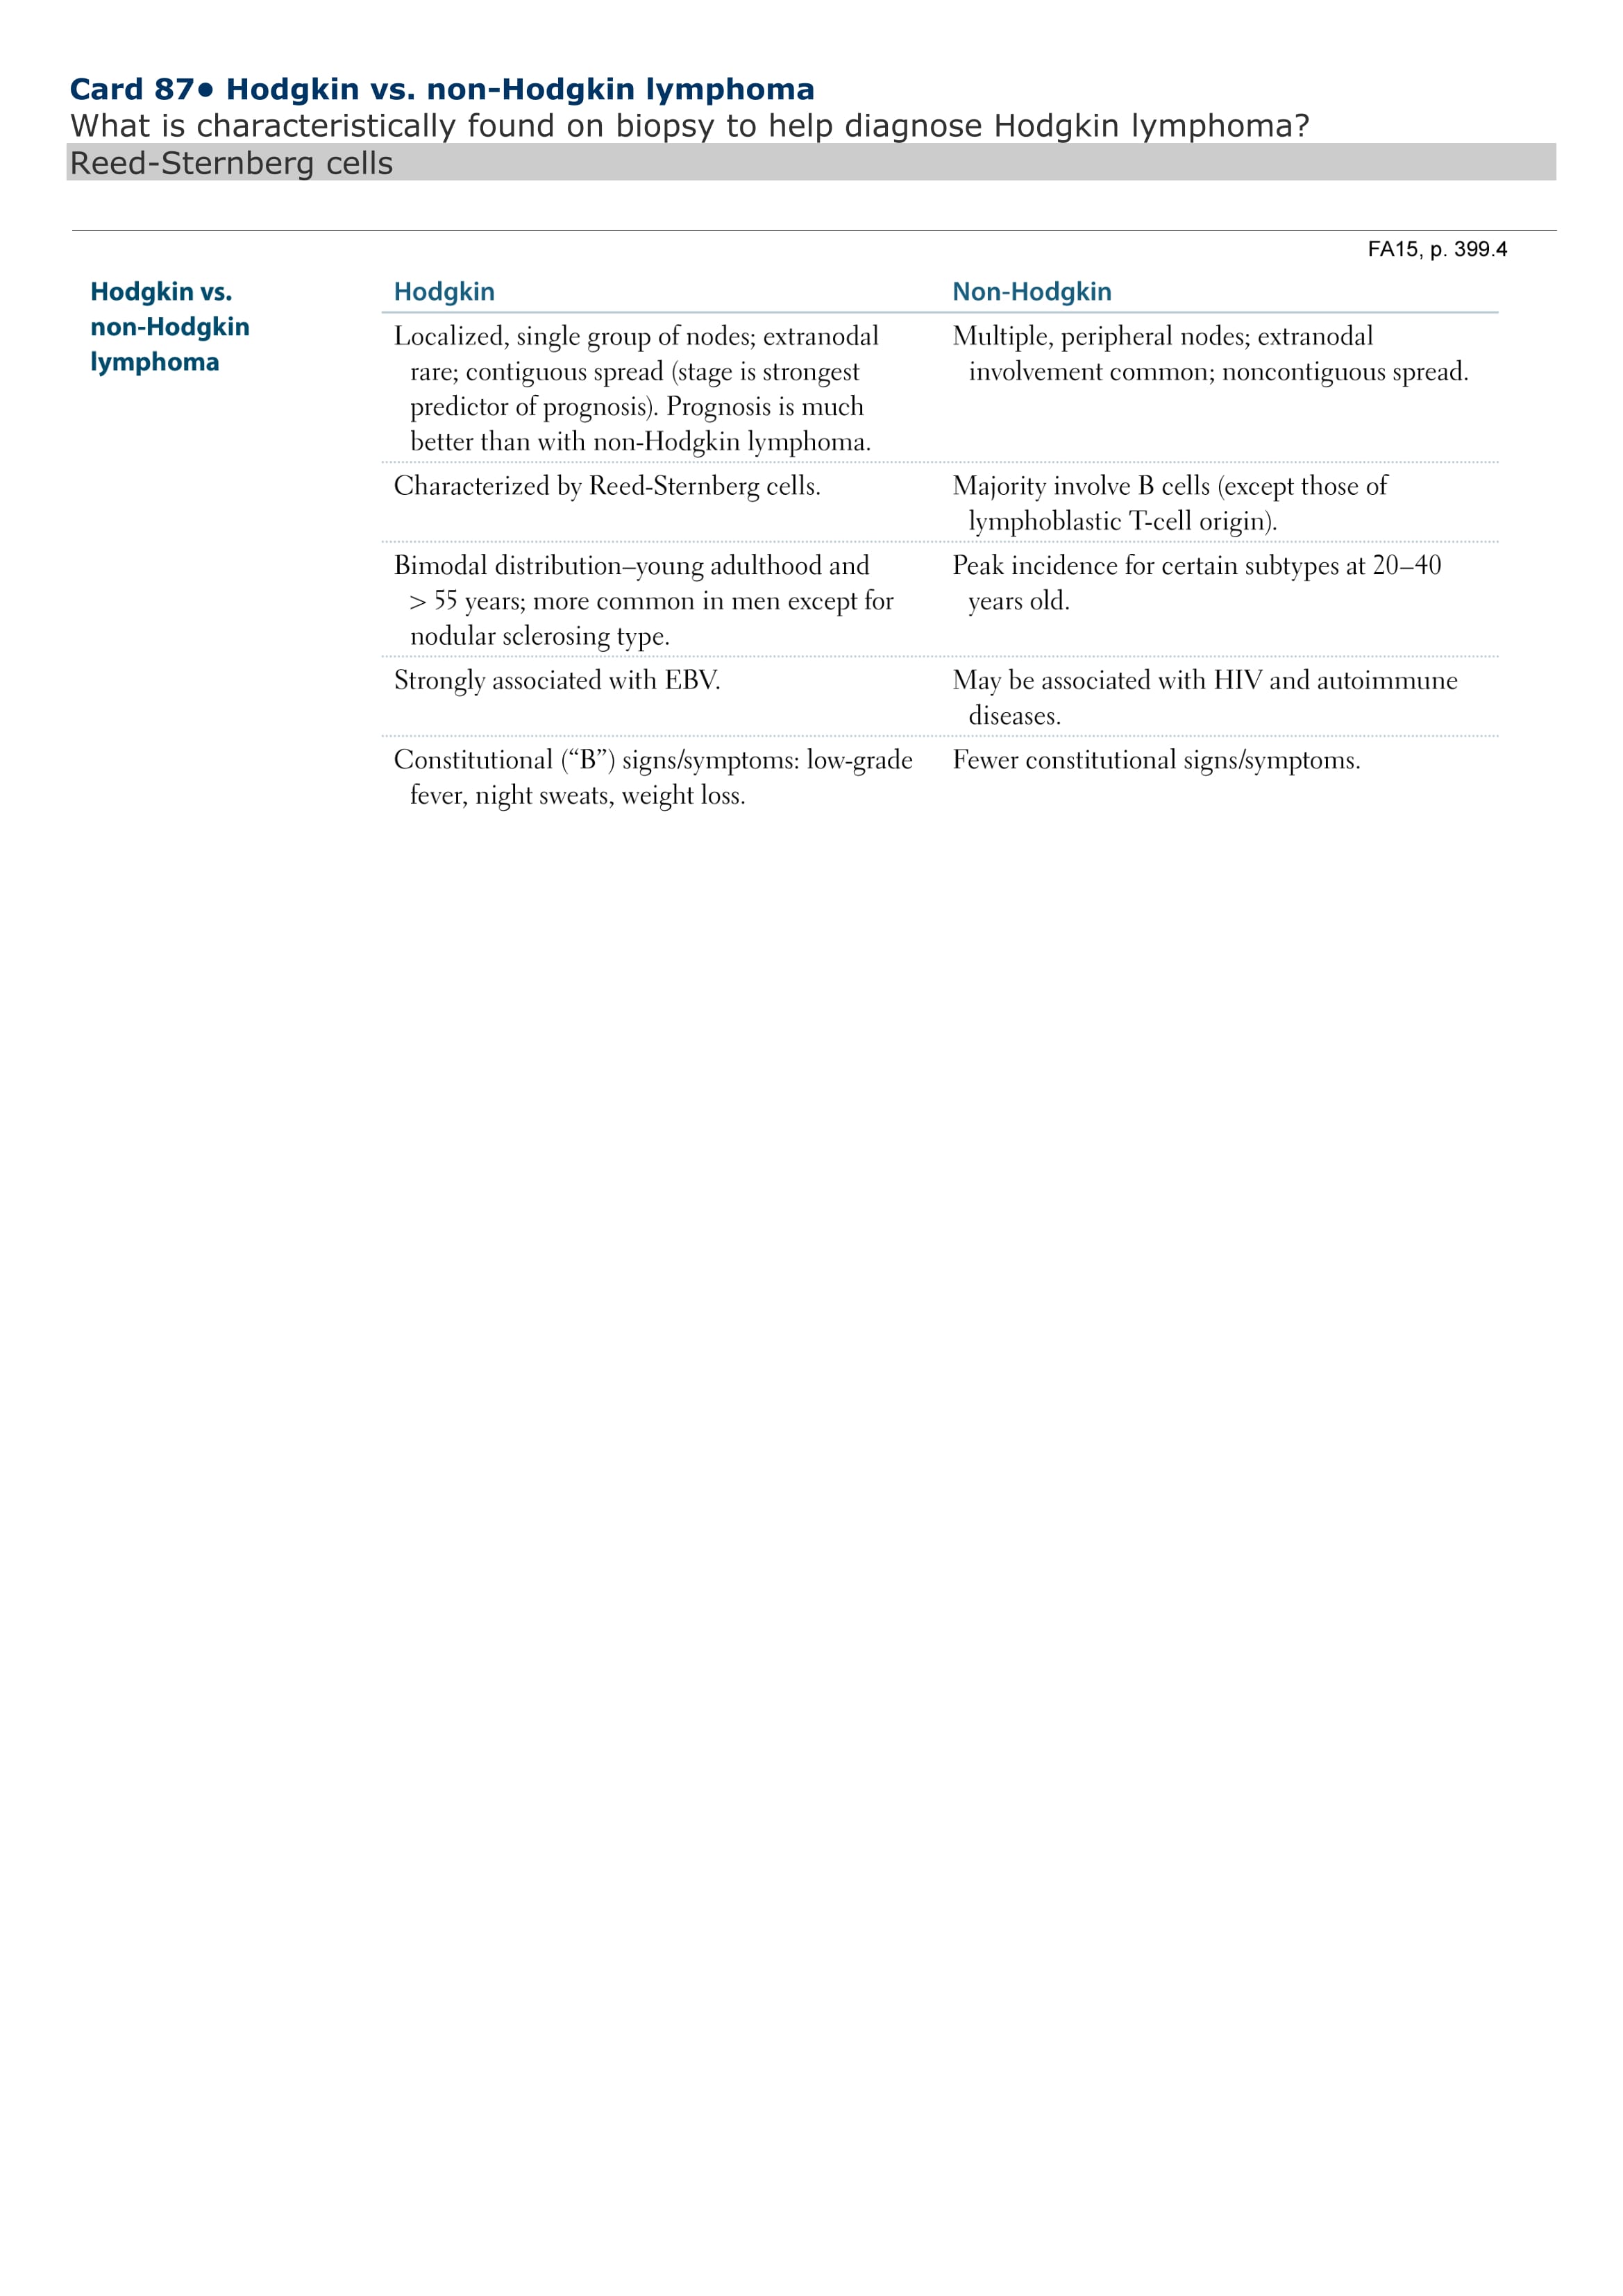 Card 87• Hodgkin vs. non-Hodgkin lymphoma
What is characteristically found on biopsy to help diagnose Hodgkin lymphoma?
Reed-Sternberg cells
FA15, p. 399.4
Hodgkin vs.
non-Hodgkin
lymphoma
Hodgkin
Non-Hodgkin
Localized, single group of nodes; extranodal
rare; contiguous spread (stage is strongest
predictor of prognosis). Prognosis is much
better than with non-Hodgkin lymphoma.
Multiple, peripheral nodes; extranodal
involvement common; noncontiguous spread.
Characterized by Reed-Sternberg cells.
Majority involve B cells (except those of
lymphoblastic T-cell origin).
Bimodal distribution–young adulthood and
> 55 years; more common in men except for
nodular sclerosing type.
Peak incidence for certain subtypes at 20–40
years old.
Strongly associated with EBV.
May be associated with HIV and autoimmune
diseases.
Constitutional (“B”) signs/symptoms: low-grade
fever, night sweats, weight loss.
Fewer constitutional signs/symptoms.